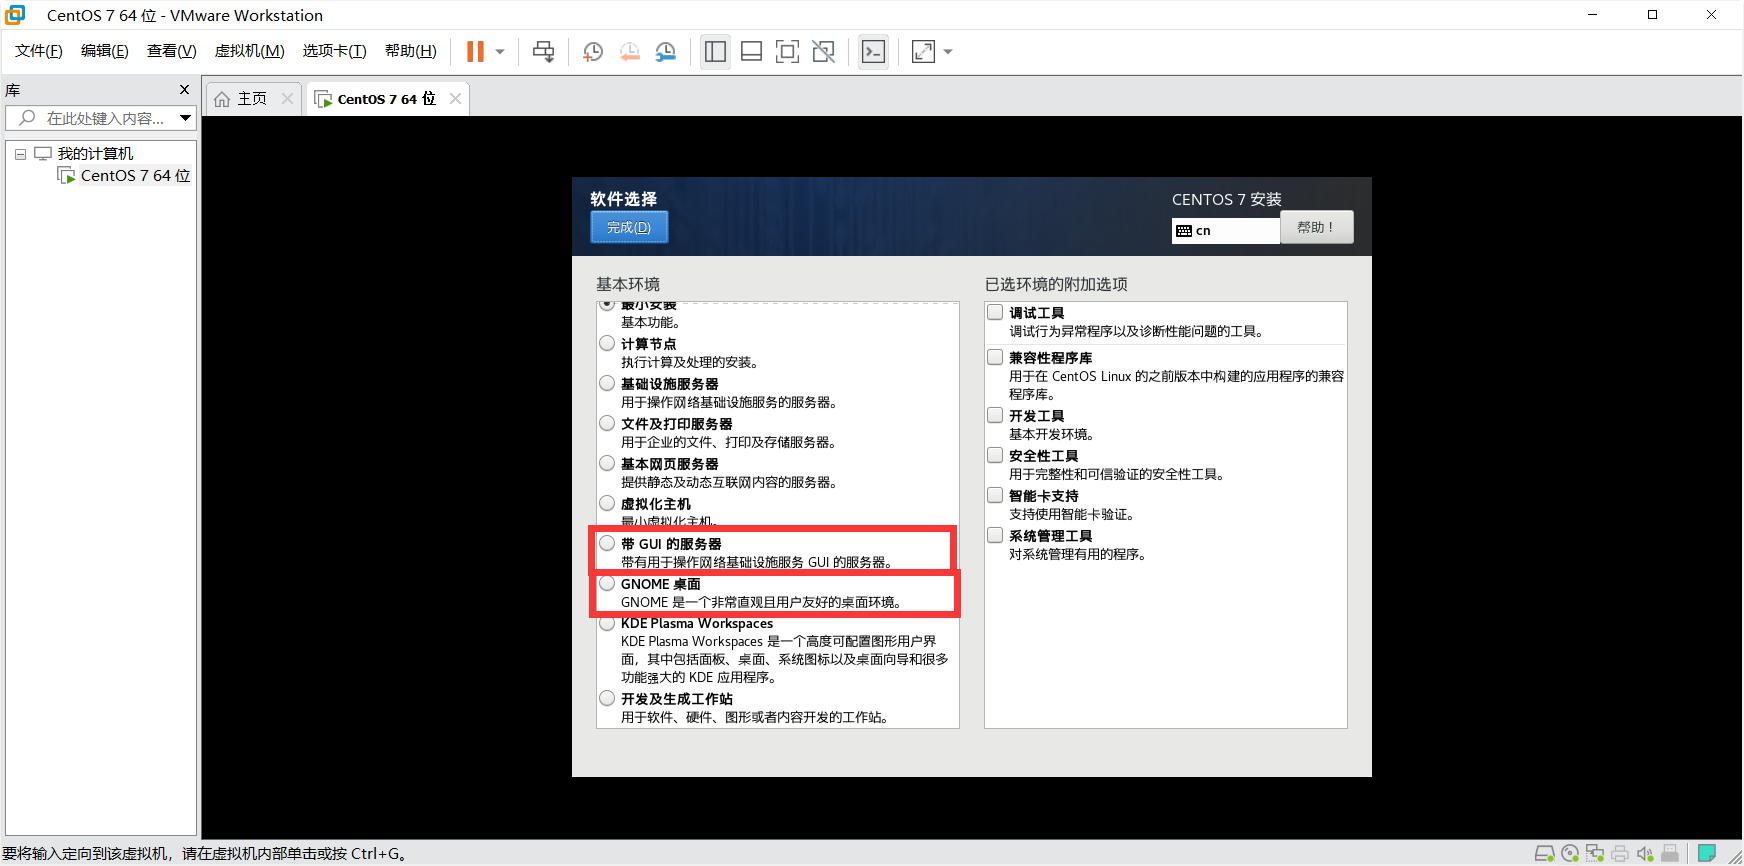 CentOS 7 64 位 - VMware Workstation
文件(F) 编辑(E) 查看(V) 虚拟机(M) 选项卡(T) 帮助(H)
库
在此处键入内容...
我的计算机
CentOS 7 64 位
主页
CentOS 7 64 位
软件选择
完成(D)
CENTOS 7 安装
cn
帮助！
基本环境
最小安装
基本功能。
计算节点
执行计算及处理的安装。
基础设施服务器
用于操作网络基础设施服务的服务器。
文件及打印服务器
用于企业的文件、打印及存储服务器。
基本网页服务器
提供静态及动态互联网内容的服务器。
虚拟化主机
最小虚拟化主机。
带 GUI 的服务器
带有用于操作网络基础设施服务 GUI 的服务器。
GNOME 桌面
GNOME 是一个非常直观且用户友好的桌面环境。
KDE Plasma Workspaces
KDE Plasma Workspaces 是一个高度可配置图形用户界
面，其中包括面板、桌面、系统图标以及桌面向导和很多
功能强大的 KDE 应用程序。
开发及生成工作站
用于软件、硬件、图形或者内容开发的工作站。
已选环境的附加选项
调试工具
调试行为异常程序以及诊断性能问题的工具。
兼容性程序库
用于在 CentOS Linux 的之前版本中构建的应用程序的兼容
程序库。
开发工具
基本开发环境。
安全性工具
用于完整性和可信验证的安全性工具。
智能卡支持
支持使用智能卡验证。
系统管理工具
对系统管理有用的程序。
要将输入定向到该虚拟机，请在虚拟机内部单击或按 Ctrl+G。